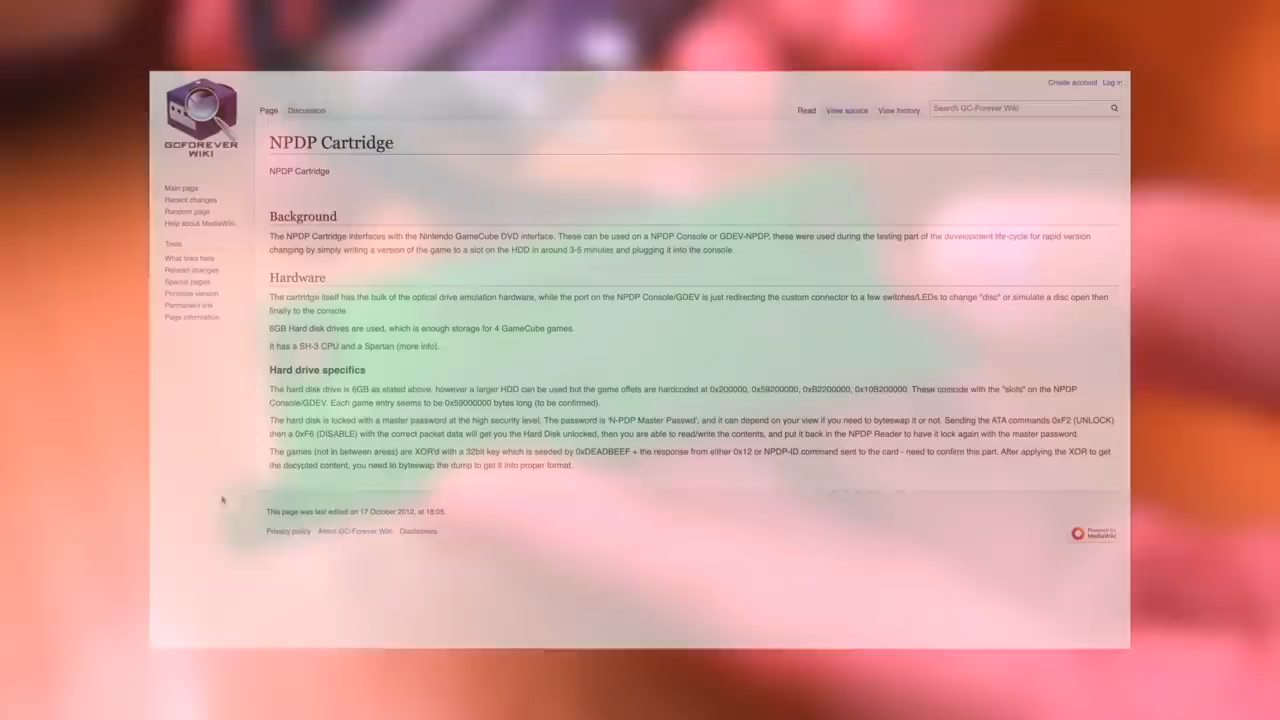 Create account Log in
Page Discussion Read View source View history Search GC-Forever Wiki
GCFOREVER
WIKI
NPDP Cartridge
NPDP Cartridge
Main page
Recent changes
Random page
Help about MediaWiki
Tools
What links here
Related changes
Special pages
Printable version
Permanent link
Page information
Background
The NPDP Cartridge interfaces with the Nintendo GameCube DVD interface. These can be used on a NPDP Console or GDEV-NPDP, these were used during the testing part of the development life-cycle for rapid version
changing by simply writing a version of the game to a slot on the HDD in around 3-5 minutes and plugging it into the console.
Hardware
The cartridge itself has the bulk of the optical drive emulation hardware, while the port on the NPDP Console/GDEV is just redirecting the custom connector to a few switches/LEDs to change "disc" or simulate a disc open then
finally to the console.
6GB Hard disk drives are used, which is enough storage for 4 GameCube games.
It has a SH-3 CPU and a Spartan (more info).
Hard drive specifics
The hard disk drive is 6GB as stated above; however a larger HDD can be used but the game offets are hardcoded at 0x200000, 0x59200000, 0xB2200000, 0x10B200000. These coincide with the "slots" on the NPDP
Console/GDEV. Each game entry seems to be 0x59000000 bytes long (to be confirmed).
The hard disk is locked with a master password at the high security level. The password is 'N-PDP Master Passwd', and it can depend on your view if you need to byteswap it or not. Sending the ATA commands 0xF2 (UNLOCK)
then a 0xF6 (DISABLE) with the correct packet data will get you the Hard Disk unlocked, then you are able to read/write the contents, and put it back in the NPDP Reader to have it lock again with the master password.
The games (not in between areas) are XOR'd with a 32bit key which is seeded by 0xDEADBEEF + the response from either 0x12 or NPDP-ID command sent to the card - need to confirm this part. After applying the XOR to get
the decypted content, you need to byteswap the dump to get it into proper format.
This page was last edited on 17 October 2012, at 18:05.
Privacy policy About GC-Forever Wiki Disclaimers
Powered by
MediaWiki